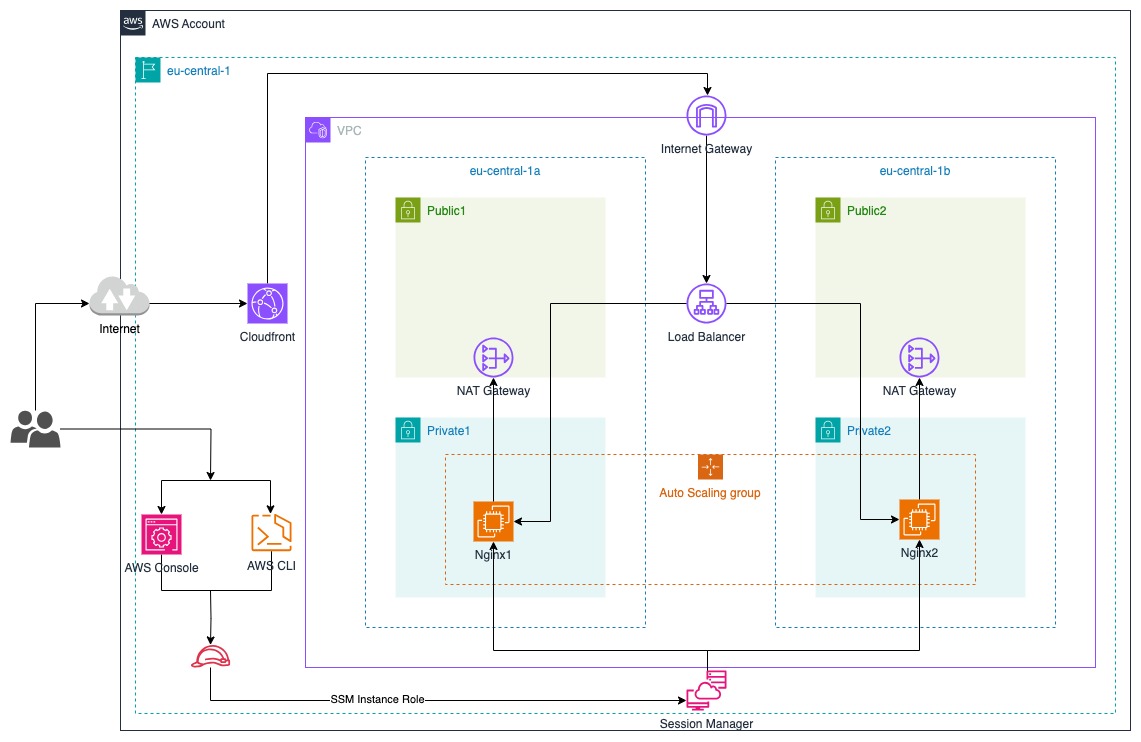 aws
AWS Account
eu-central-1
VPC
Internet Gateway
eu-central-1a
eu-central-1b
Public1
Public2
Internet
Cloudfront
Load Balancer
NAT Gateway
NAT Gateway
Private1
Private2
Auto Scaling group
Nginx1
Nginx2
AWS Console
AWS CLI
SSM Instance Role
Session Manager